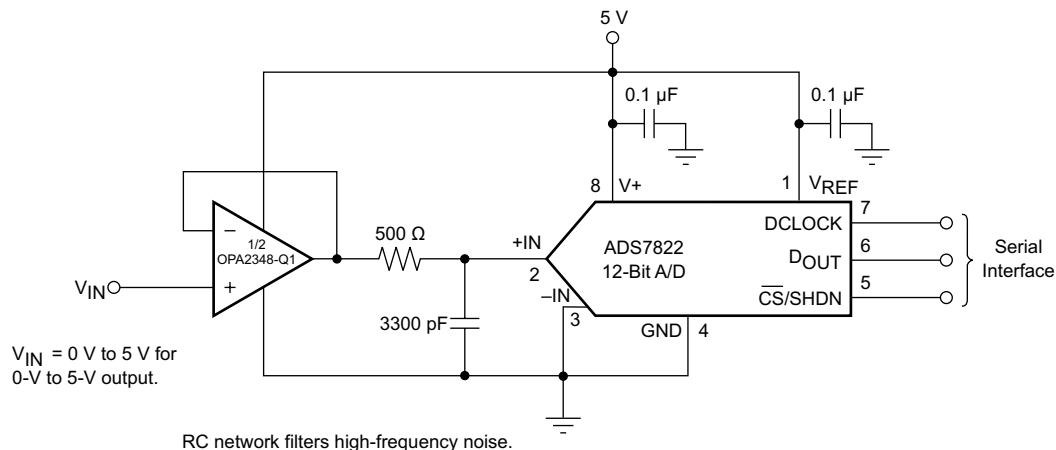 5 V
0.1 µF
0.1 µF
8
V+
1
VREF
7
DCLOCK
–
1/2
OPA2348-Q1
+
500 Ω
+IN
2
ADS7822
12-Bit A/D
DOUT
6
Serial
Interface
VIN
–IN
3
CS/SHDN
5
3300 pF
GND
4
VIN = 0 V to 5 V for
0-V to 5-V output.
RC network filters high-frequency noise.